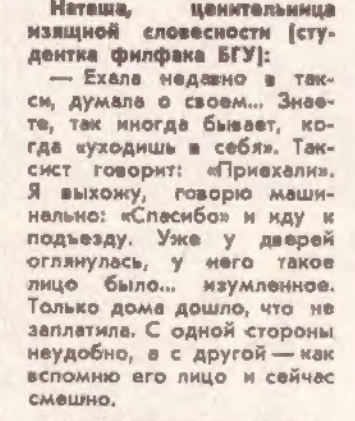 Наташа, ценительница
изящной словесности (сту-
дентка филфака БГУ):
— Ехала недавно в так-
си, думала о своем... Знае-
те, так иногда бывает, ко-
гда «уходишь в себя». Так-
сист говорит: «Приехали».
Я выхожу, говорю маши-
нально: «Спасибо» и иду к
подъезду. Уже у дверей
оглянулась, у него такое
лицо было... изумленное.
Только дома дошло, что не
заплатила. С одной стороны
неудобно, а с другой — как
вспомню его лицо и сейчас
смешно.